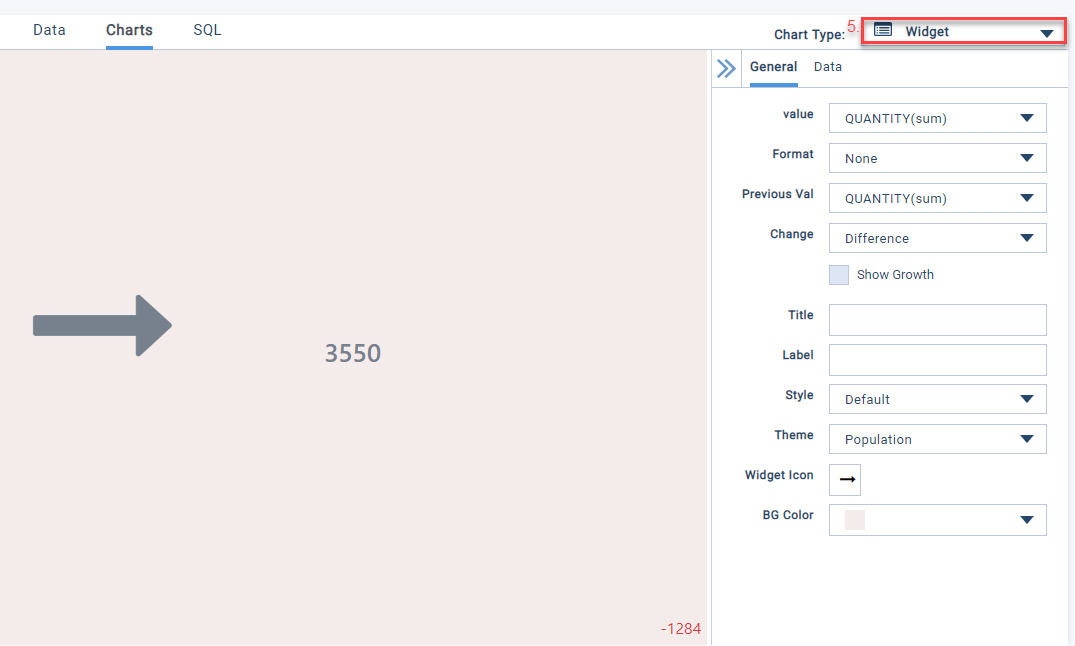 Data Charts SQL
Chart Type: 5. Widget
General Data
value QUANTITY(sum)
Format None
Previous Val QUANTITY(sum)
Change Difference
Show Growth
Title
Label
Style Default
Theme Population
Widget Icon
BG Color
3550
-1284